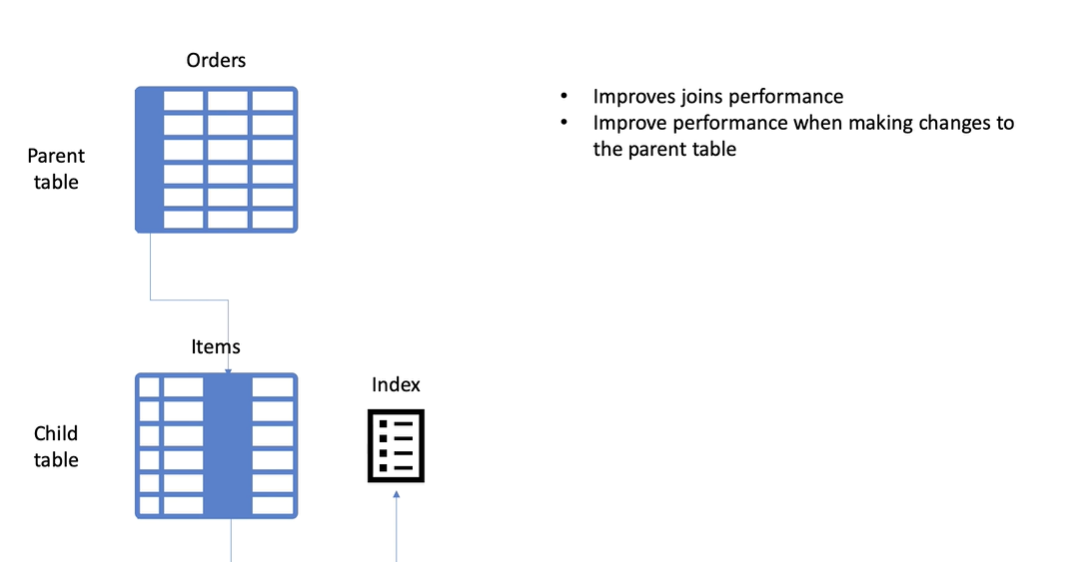 Orders
• Improves joins performance
• Improve performance when making changes to
the parent table
Parent
table
Items
Index
Child
table